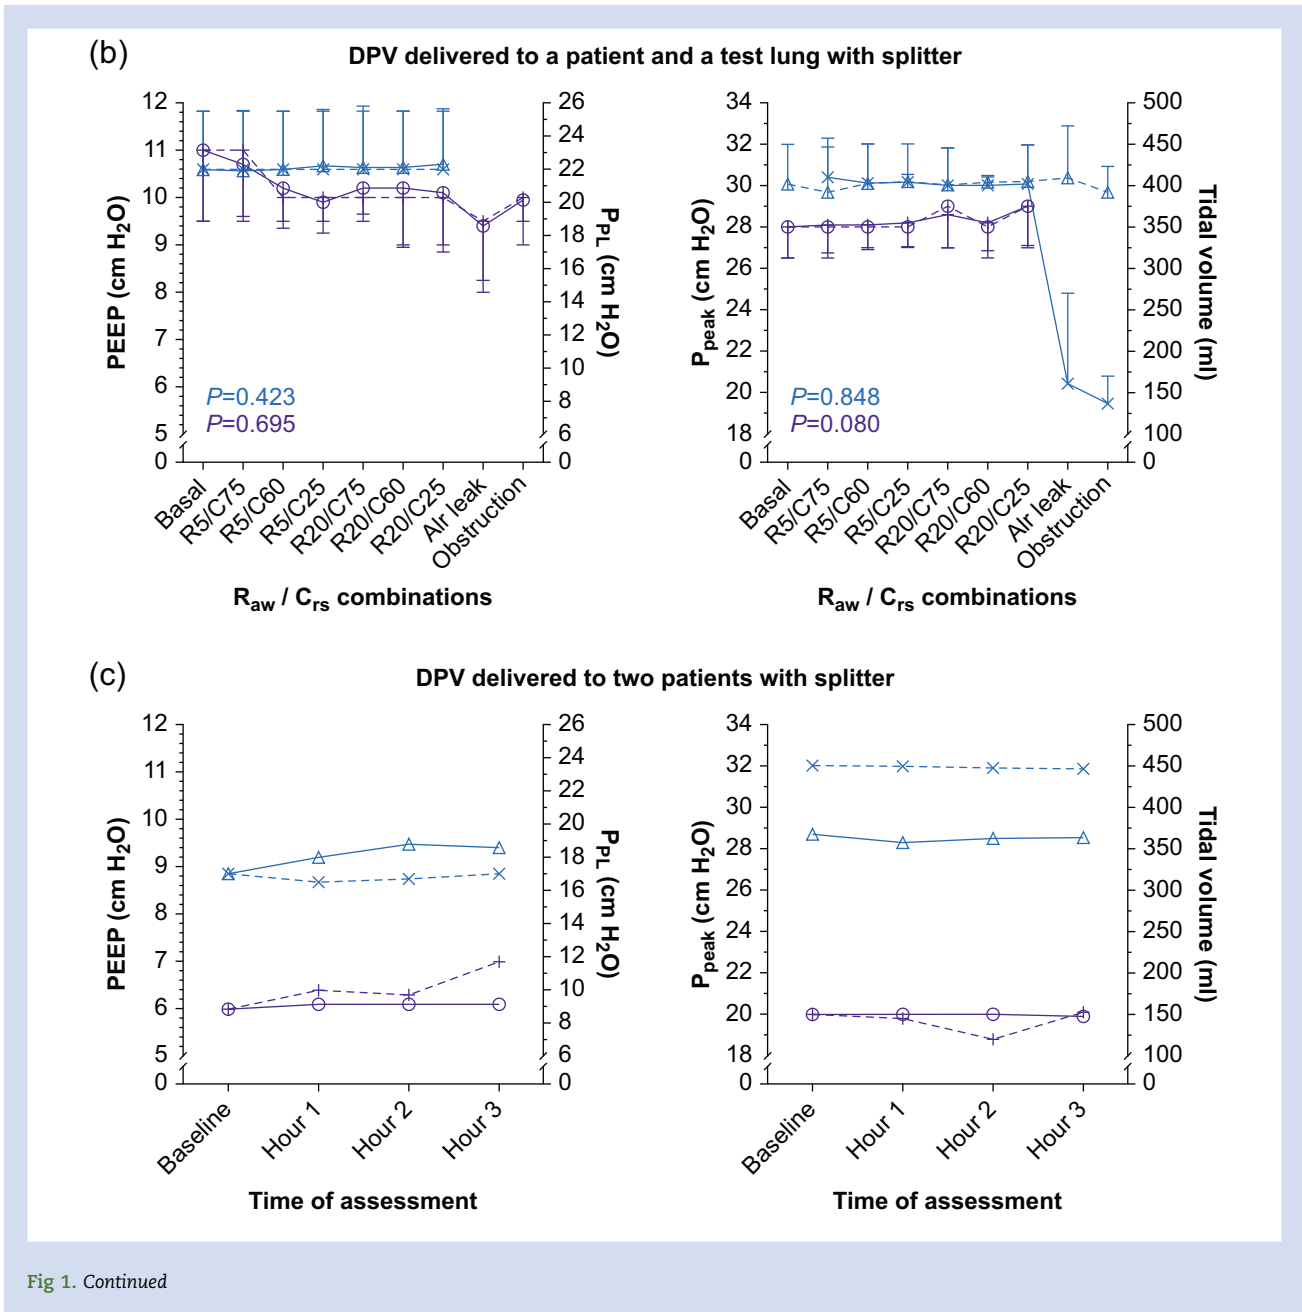 (b)
DPV delivered to a patient and a test lung with splitter
12
11
10
9
8
7
6
5
0
PEEP (cm H2O)
26
24
22
20
18
16
14
12
10
8
6
0
PPL (cm H2O)
P=0.423
P=0.695
Basal
R5/C75
R5/C60
R5/C25
R20/C75
R20/C60
R20/C25
Air leak
Obstruction
Raw / Crs combinations
34
32
30
28
26
24
22
20
18
0
Ppeak (cm H2O)
500
450
400
350
300
250
200
150
100
0
Tidal volume (ml)
P=0.848
P=0.080
Basal
R5/C75
R5/C60
R5/C25
R20/C75
R20/C60
R20/C25
Air leak
Obstruction
Raw / Crs combinations
(c)
DPV delivered to two patients with splitter
12
11
10
9
8
7
6
5
0
PEEP (cm H2O)
26
24
22
20
18
16
14
12
10
8
6
0
PPL (cm H2O)
Baseline
Hour 1
Hour 2
Hour 3
Time of assessment
34
32
30
28
26
24
22
20
18
0
Ppeak (cm H2O)
500
450
400
350
300
250
200
150
100
0
Tidal volume (ml)
Baseline
Hour 1
Hour 2
Hour 3
Time of assessment
Fig 1. Continued